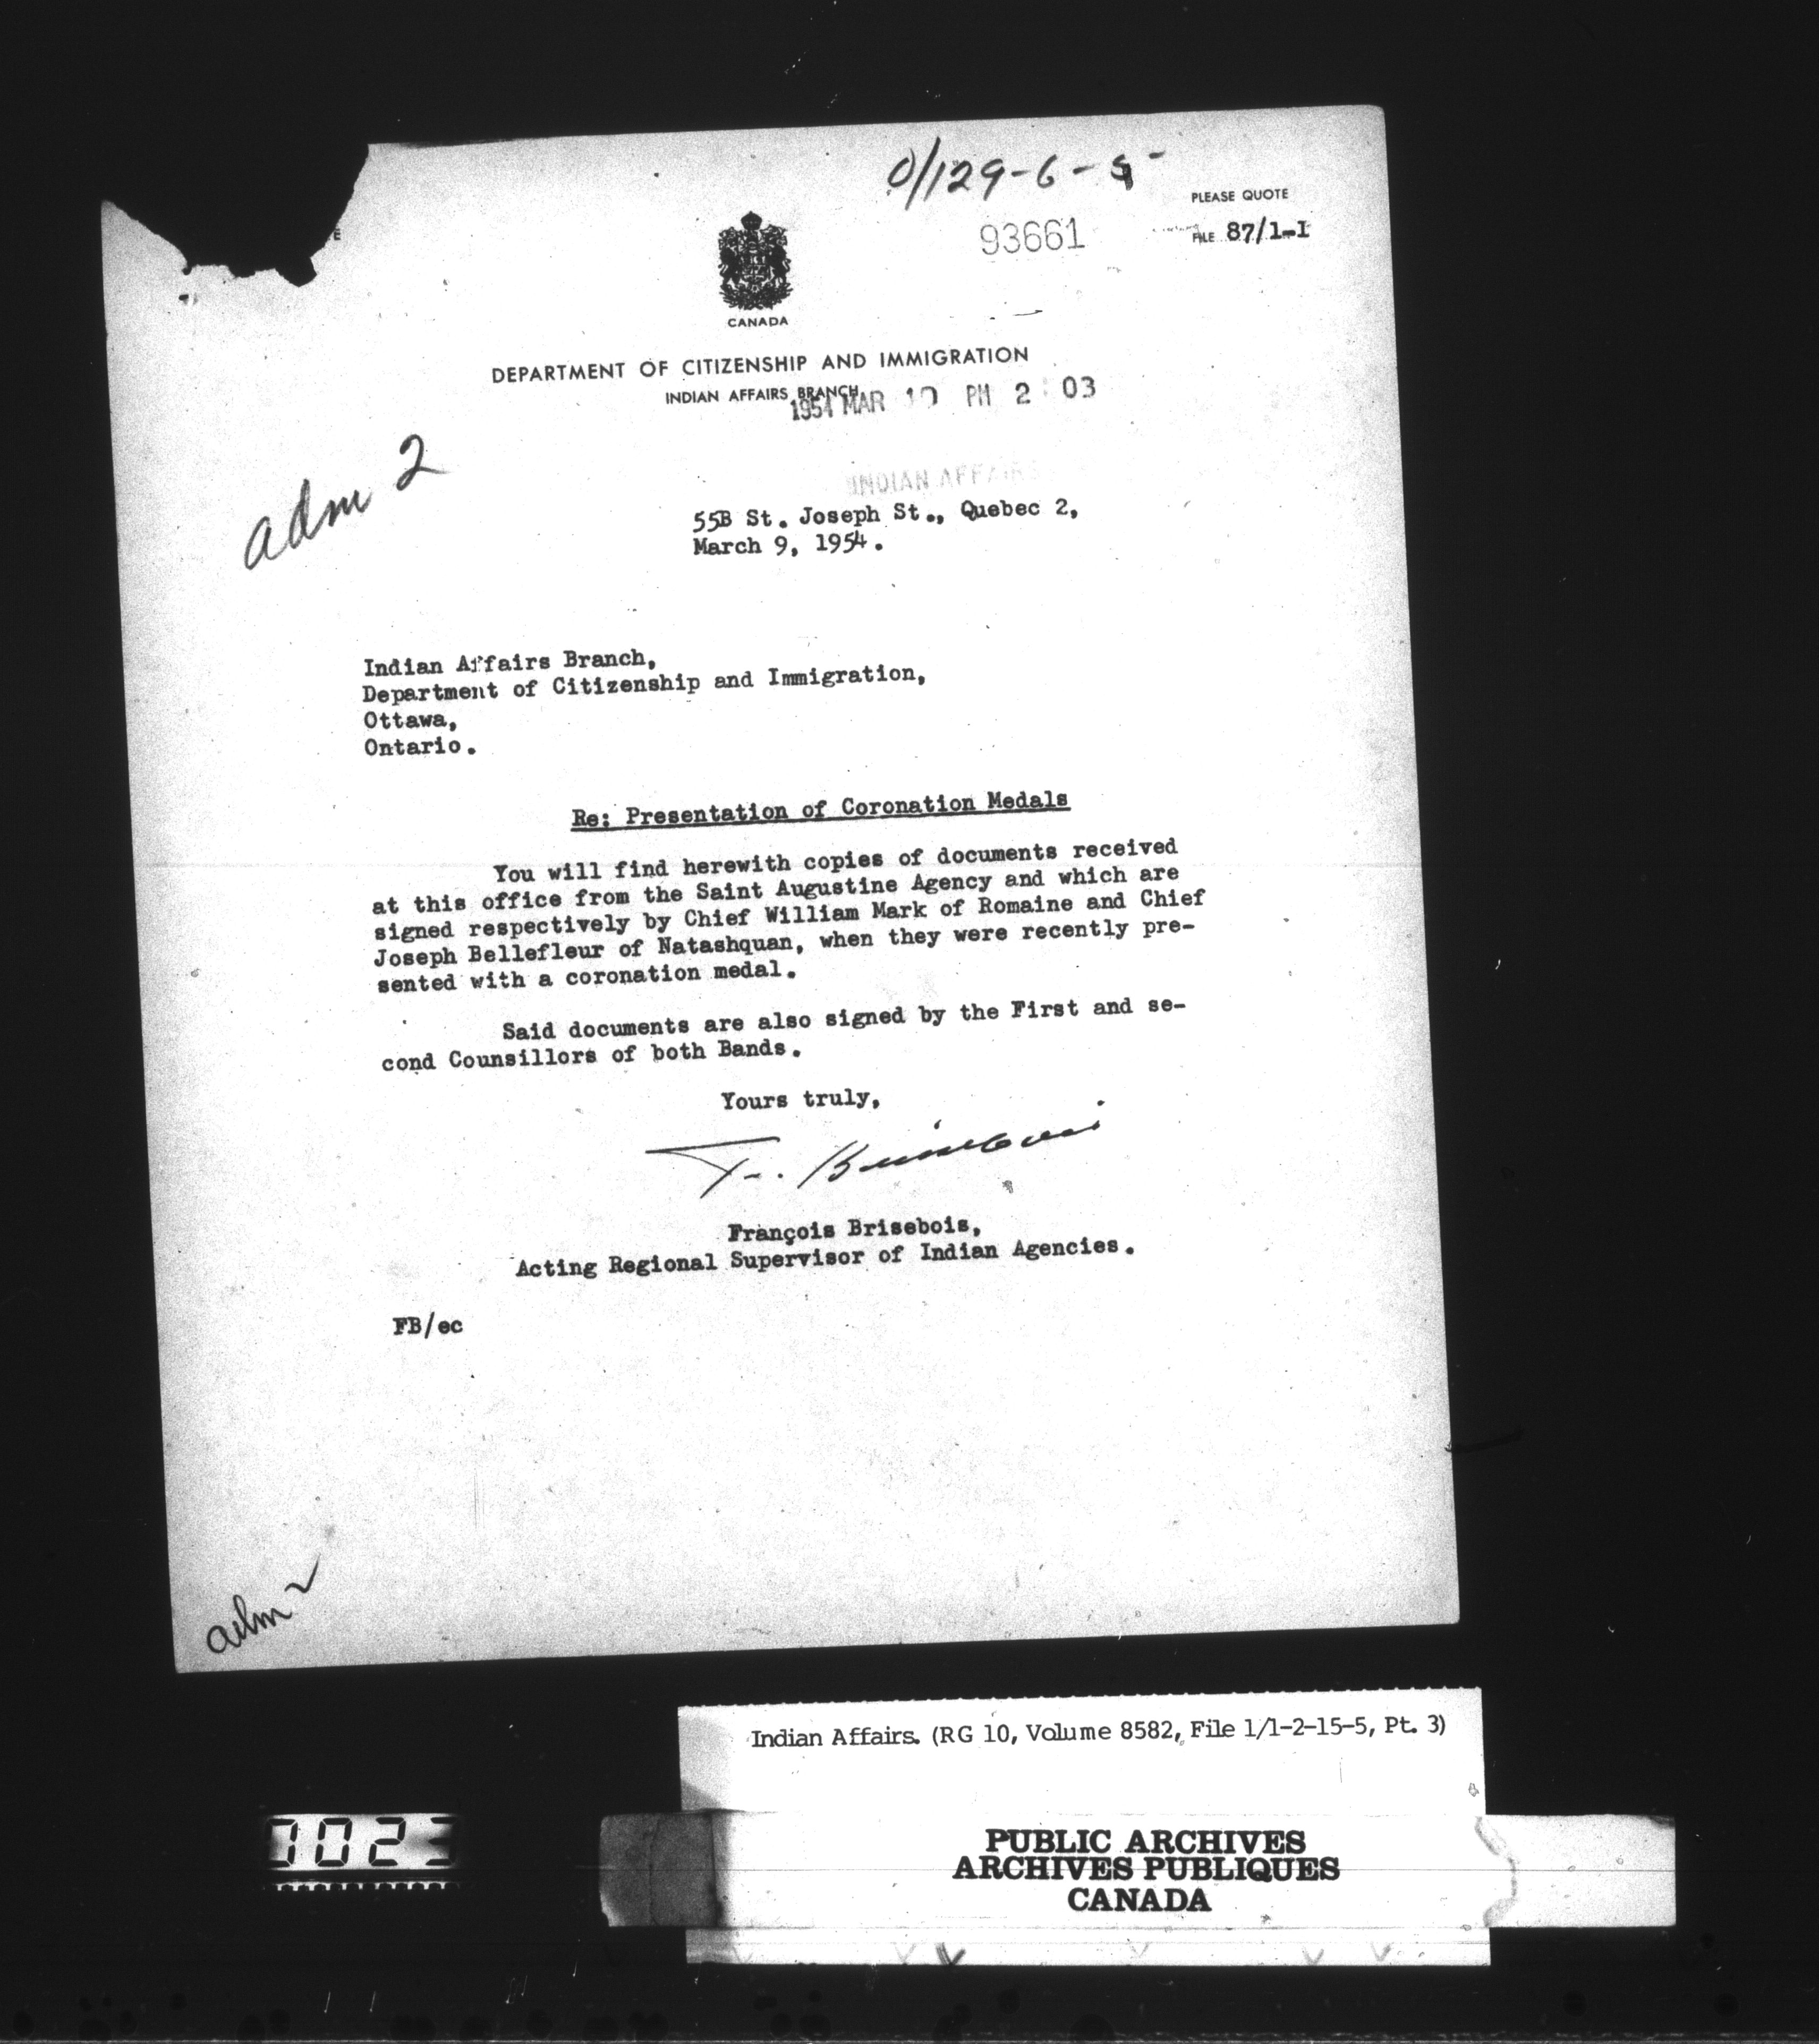 0/129-6-5
PLEASE QUOTE
93661
FILE 87/1-I
CANADA
DEPARTMENT OF CITIZENSHIP AND IMMIGRATION
INDIAN AFFAIRS BRANCH
1954 MAR 10 PM 2:03
INDIAN AFFAIRS
adm 2
55B St. Joseph St., Quebec 2,
March 9, 1954.
Indian Affairs Branch,
Department of Citizenship and Immigration,
Ottawa,
Ontario.
Re: Presentation of Coronation Medals
You will find herewith copies of documents received
at this office from the Saint Augustine Agency and which are
signed respectively by Chief William Mark of Romaine and Chief
Joseph Bellefleur of Natashquan, when they were recently pre-
sented with a coronation medal.
Said documents are also signed by the First and se-
cond Counsillors of both Bands.
Yours truly,
Fr. Brisebois
François Brisebois,
Acting Regional Supervisor of Indian Agencies.
FB/ec
adm 2
Indian Affairs. (RG 10, Volume 8582, File 1/1-2-15-5, Pt. 3)
PUBLIC ARCHIVES
ARCHIVES PUBLIQUES
CANADA